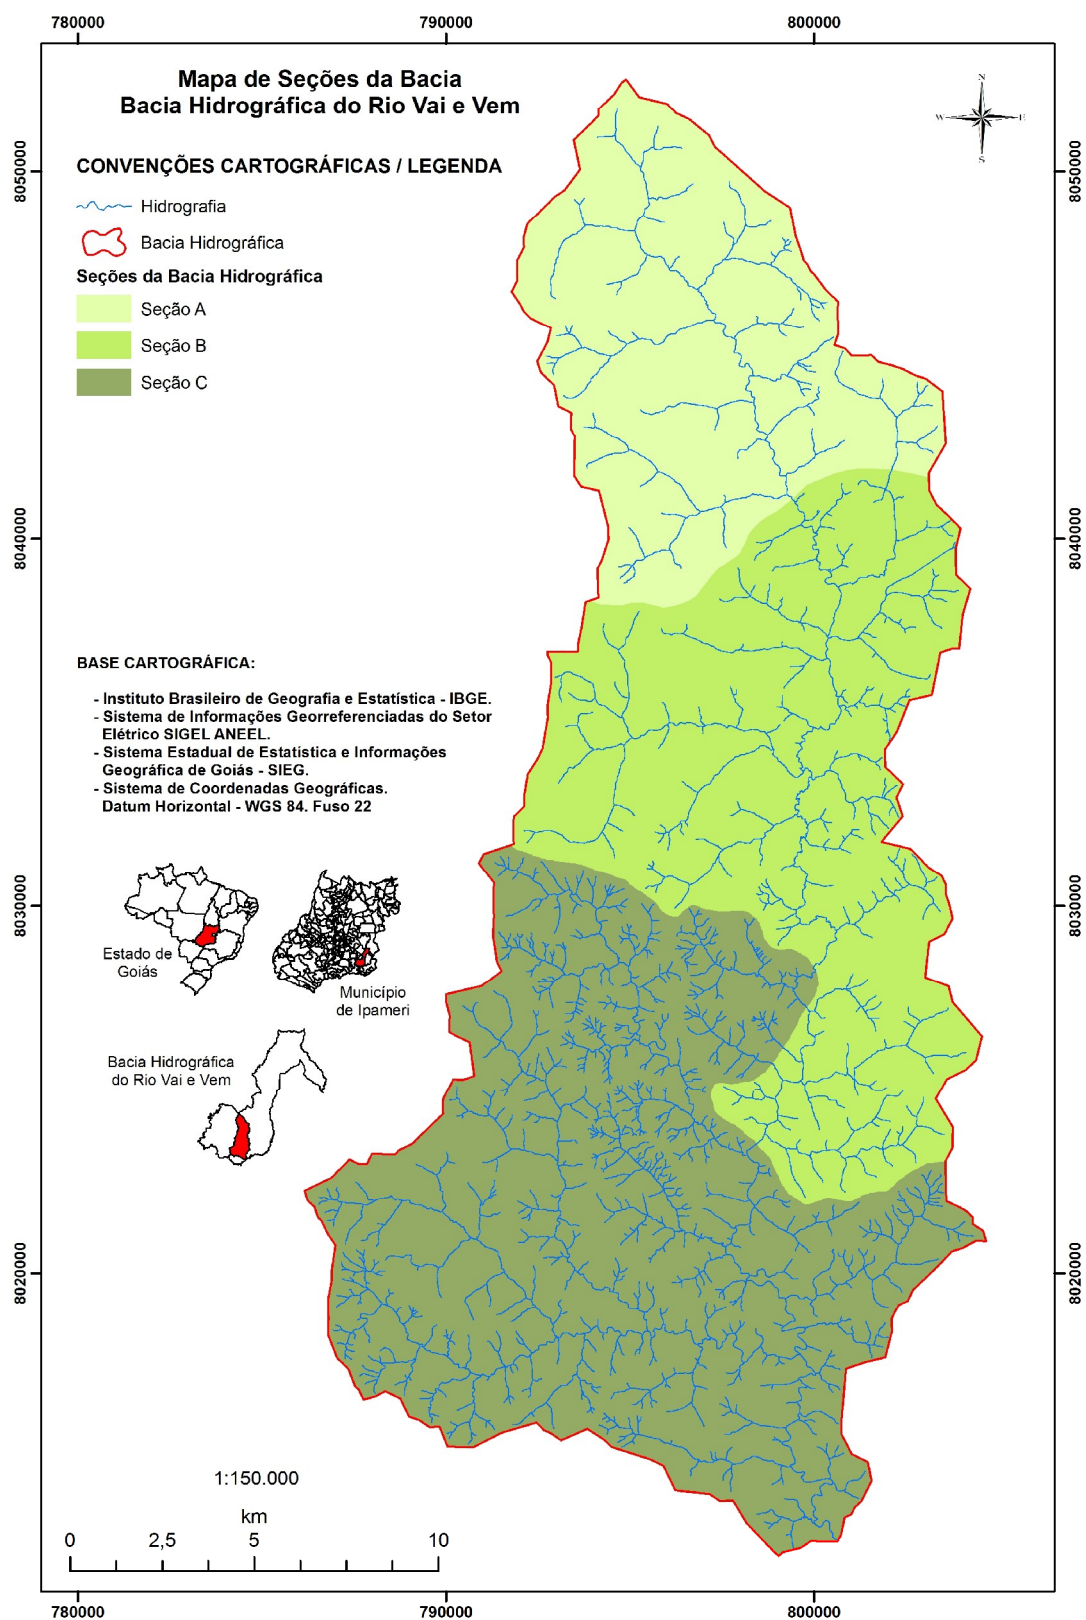 780000 790000 800000
Mapa de Seções da Bacia
Bacia Hidrográfica do Rio Vai e Vem
N
W E
S
CONVENÇÕES CARTOGRÁFICAS / LEGENDA
Hidrografia
Bacia Hidrográfica
Seções da Bacia Hidrográfica
Seção A
Seção B
Seção C
8050000 8050000
8040000 8040000
BASE CARTOGRÁFICA:
- Instituto Brasileiro de Geografia e Estatística - IBGE.
- Sistema de Informações Georreferenciadas do Setor
Elétrico SIGEL ANEEL.
- Sistema Estadual de Estatística e Informações
Geográfica de Goiás - SIEG.
- Sistema de Coordenadas Geográficas.
Datum Horizontal - WGS 84. Fuso 22
8030000 8030000
Estado de
Goiás
Município
de Ipameri
Bacia Hidrográfica
do Rio Vai e Vem
8020000 8020000
1:150.000
km
0 2,5 5 10
780000 790000 800000